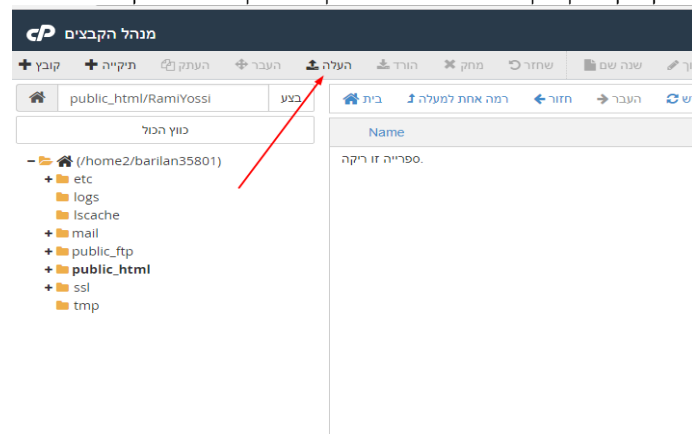 cP מנהל הקבצים
קובץ תיקייה העתק העבר העלה הורד מחק שחזר שנה שם
public_html/RamiYossi בצע בית רמה אחת למעלה חזור העבר
כווץ הכול Name
(/home2/barilan35801) ספרייה זו ריקה.
etc
logs
lscache
mail
public_ftp
public_html
ssl
tmp